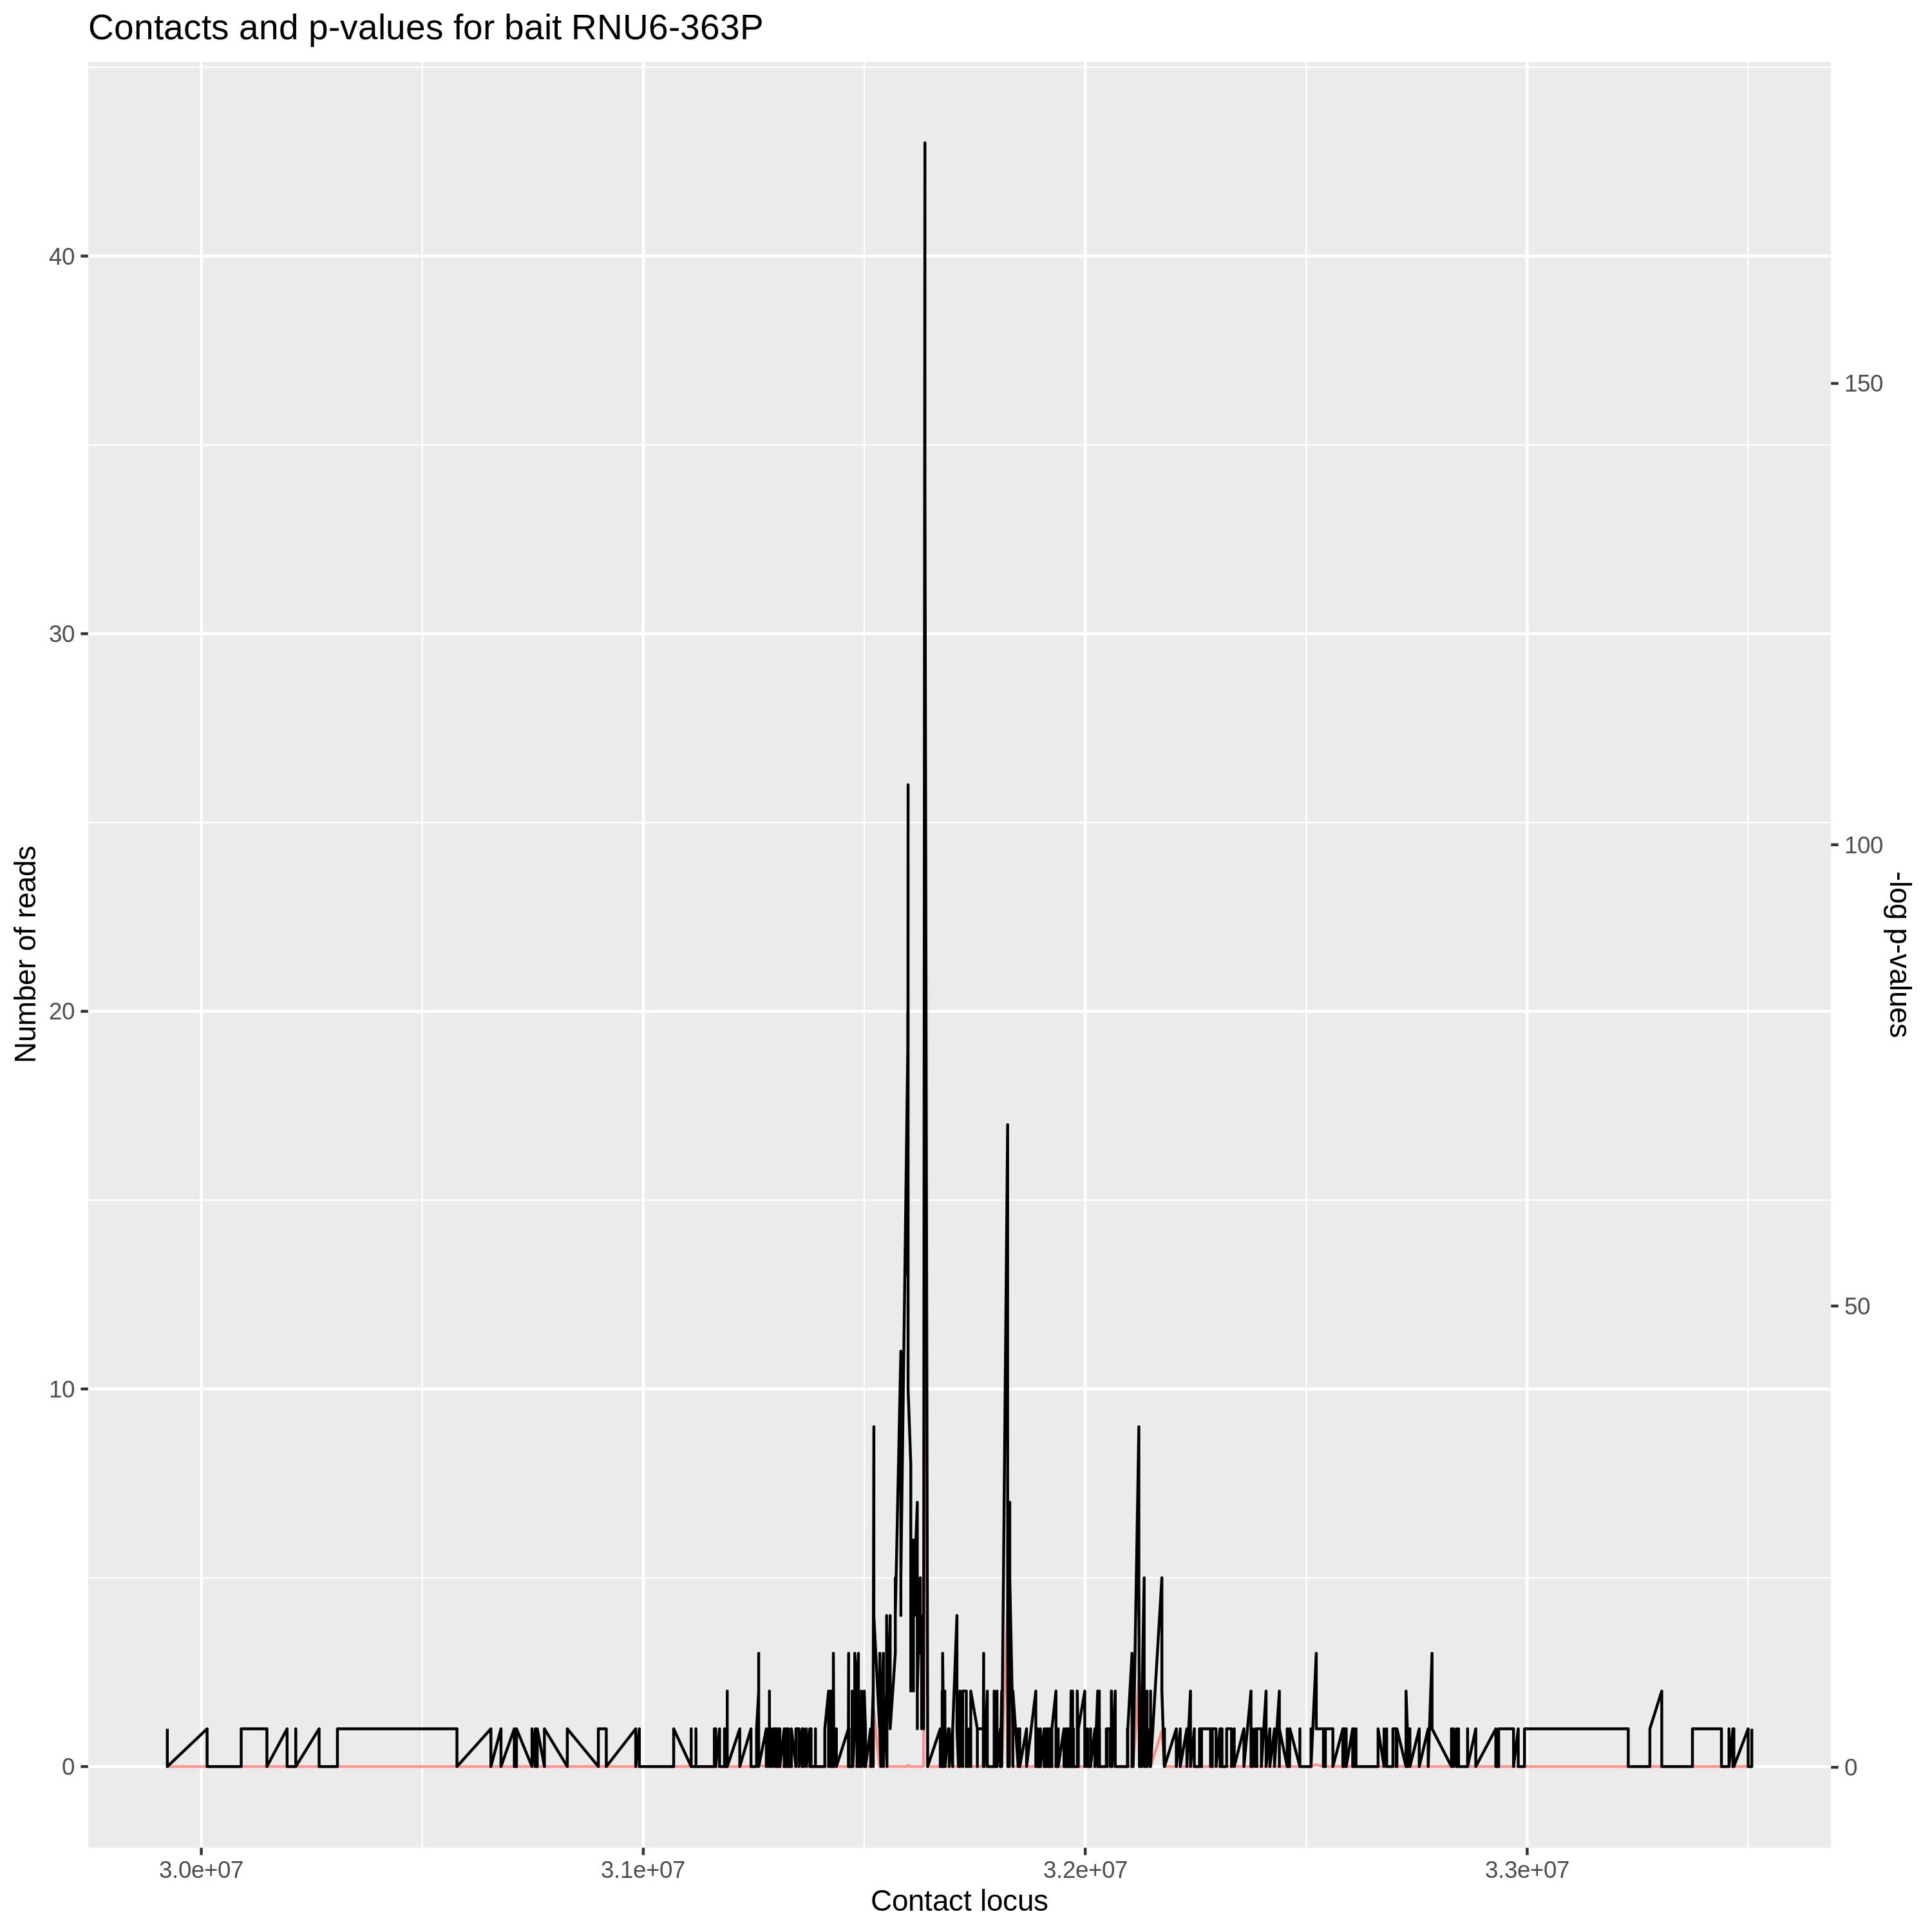 Contacts and p-values for bait RNU6-363P
Number of reads
40
30
20
10
0
150
100
50
0
-log p-values
3.0e+07
3.1e+07
3.2e+07
3.3e+07
Contact locus